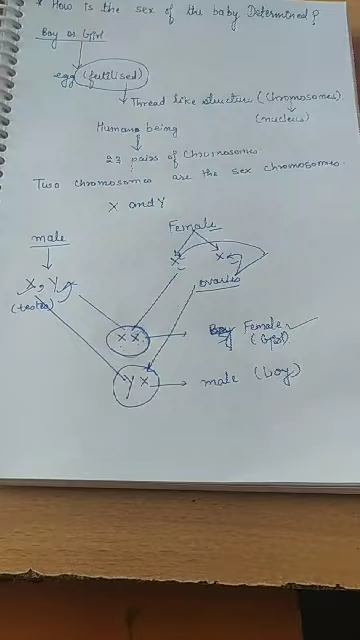 * How is the sex of the baby Determined?
Boy or Girl
egg (fertilised)
Thread like structure (chromosomes)
(nucleus)
Human being
23 pairs of Chromosomes.
Two chromosomes are the sex chromosomes.
X and Y
Female
male
X X
X, Y
ovaries
(testes)
XX Female (Girl)
YX male (boy)